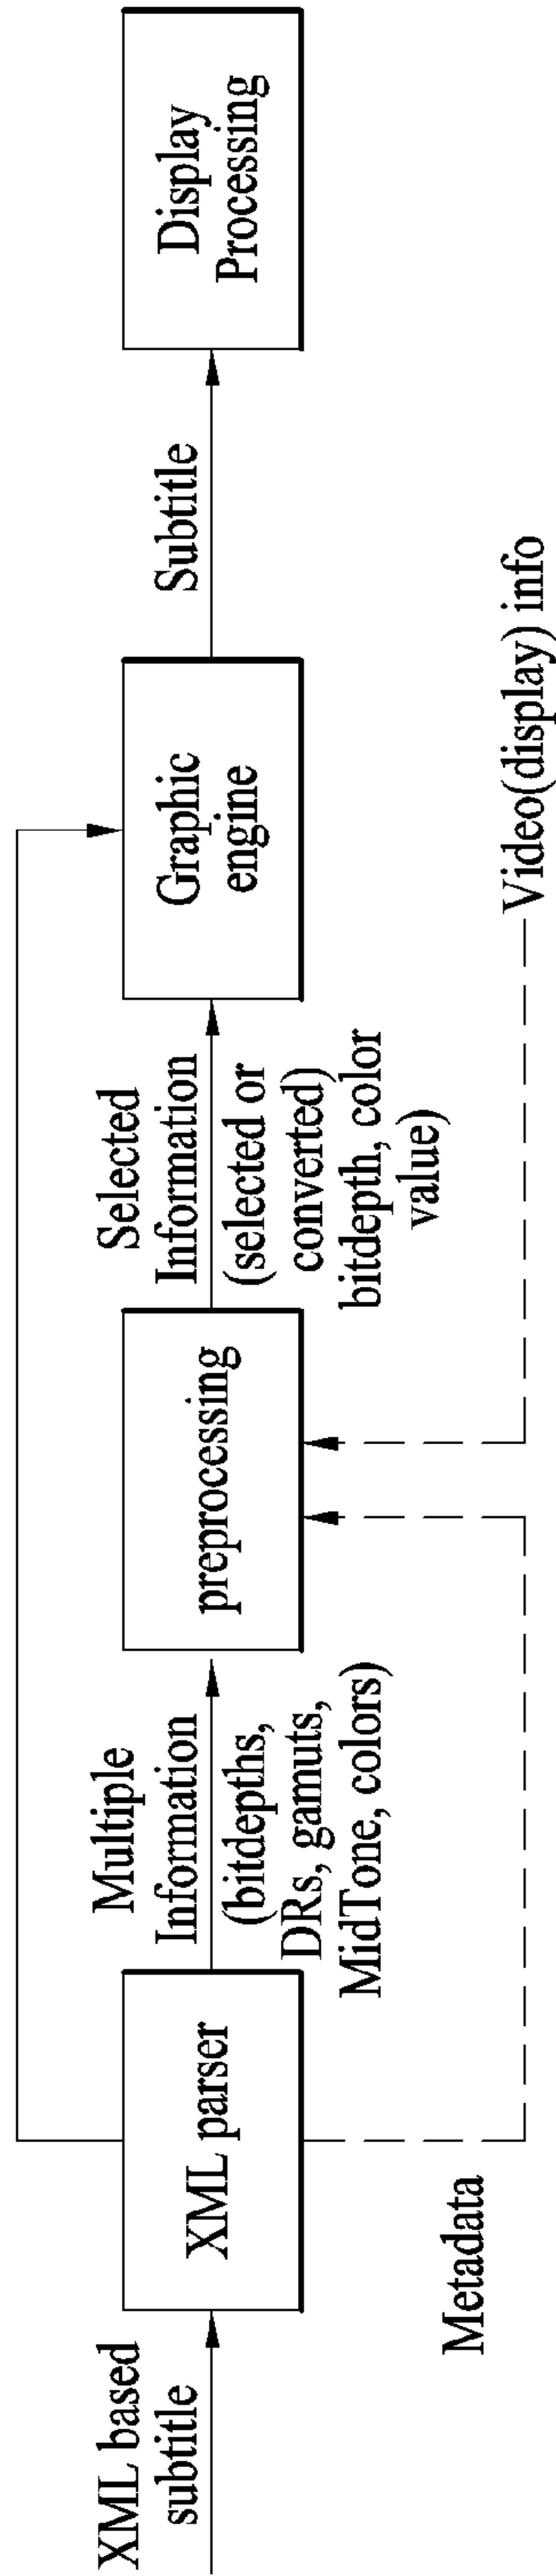 XML based
subtitle
XML parser
Metadata
Multiple
Information
(bitdepths,
DRs, gamuts,
MidTone, colors)
preprocessing
Selected
Information
(selected or
converted)
bitdepth, color
value)
Graphic
engine
Video(display) info
Subtitle
Display
Processing